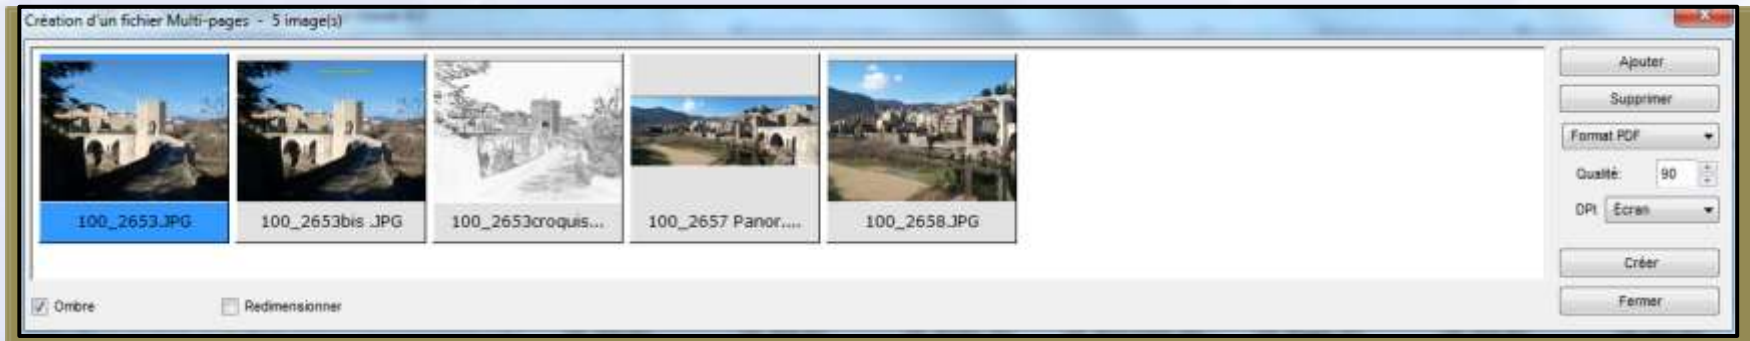 Création d'un fichier Multi-pages - 5 image(s)
100_2653.JPG
100_2653bis .JPG
100_2653croquis...
100_2657 Panor....
100_2658.JPG
Ajouter
Supprimer
Format PDF
Qualité: 90
DPI Ecran
Créer
Fermer
Ombre
Redimensionner